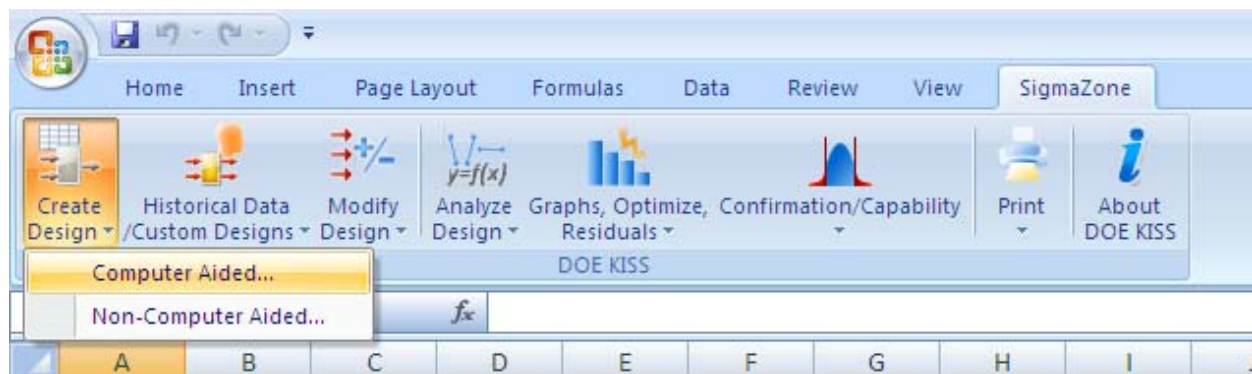 Home Insert Page Layout Formulas Data Review View SigmaZone
y=f(x)
Create Historical Data Modify Analyze Graphs, Optimize, Confirmation/Capability Print About
Design /Custom Designs Design Design Residuals DOE KISS
Computer Aided... DOE KISS
Non-Computer Aided... fx
A B C D E F G H I